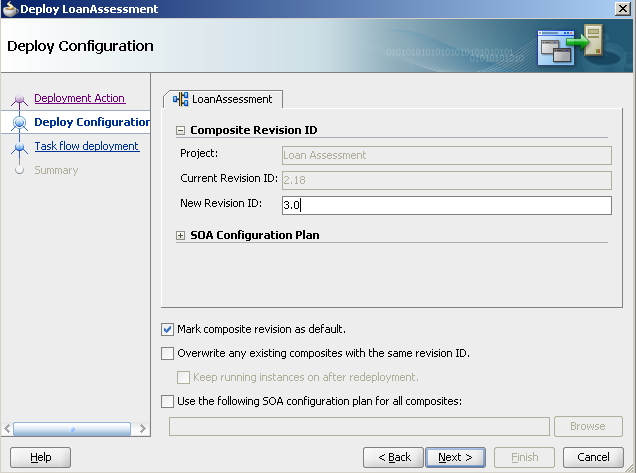 Deploy LoanAssessment
Deploy Configuration
010101010101010101010101
0101010101
Deployment Action
Deploy Configuration
Task flow deployment
Summary
LoanAssessment
Composite Revision ID
Project: Loan Assessment
Current Revision ID: 2.18
New Revision ID: 3.0
SOA Configuration Plan
Mark composite revision as default.
Overwrite any existing composites with the same revision ID.
Keep running instances on after redeployment.
Use the following SOA configuration plan for all composites:
Browse
Help < Back Next > Finish Cancel